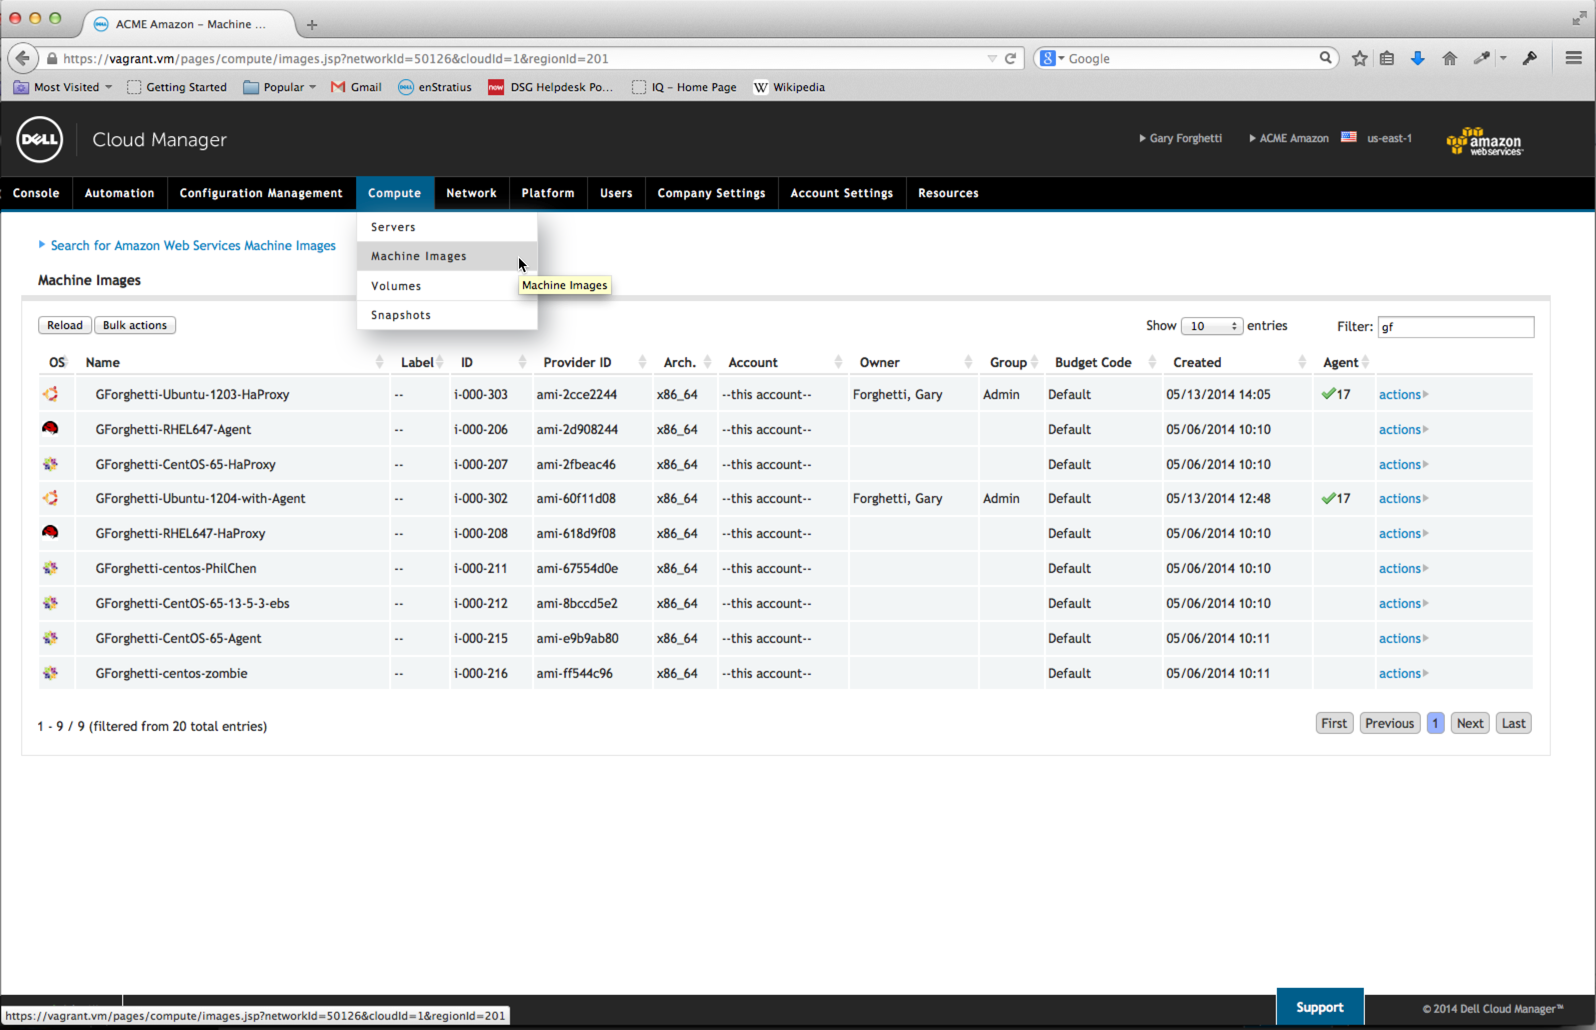 ACME Amazon – Machine ...
https://vagrant.vm/pages/compute/images.jsp?networkId=50126&cloudId=1&regionId=201
Google
Most Visited Getting Started Popular Gmail enStratius DSG Helpdesk Po... IQ – Home Page Wikipedia
DELL Cloud Manager Gary Forghetti ACME Amazon us-east-1 amazon webservices
Console Automation Configuration Management Compute Network Platform Users Company Settings Account Settings Resources
Servers
Search for Amazon Web Services Machine Images
Machine Images
Machine Images
Machine Images
Volumes
Snapshots
Reload Bulk actions Show 10 entries Filter: gf
OS Name Label ID Provider ID Arch. Account Owner Group Budget Code Created Agent
GForghetti-Ubuntu-1203-HaProxy -- i-000-303 ami-2cce2244 x86_64 --this account-- Forghetti, Gary Admin Default 05/13/2014 14:05 17 actions
GForghetti-RHEL647-Agent -- i-000-206 ami-2d908244 x86_64 --this account-- Default 05/06/2014 10:10 actions
GForghetti-CentOS-65-HaProxy -- i-000-207 ami-2fbeac46 x86_64 --this account-- Default 05/06/2014 10:10 actions
GForghetti-Ubuntu-1204-with-Agent -- i-000-302 ami-60f11d08 x86_64 --this account-- Forghetti, Gary Admin Default 05/13/2014 12:48 17 actions
GForghetti-RHEL647-HaProxy -- i-000-208 ami-618d9f08 x86_64 --this account-- Default 05/06/2014 10:10 actions
GForghetti-centos-PhilChen -- i-000-211 ami-67554d0e x86_64 --this account-- Default 05/06/2014 10:10 actions
GForghetti-CentOS-65-13-5-3-ebs -- i-000-212 ami-8bccd5e2 x86_64 --this account-- Default 05/06/2014 10:10 actions
GForghetti-CentOS-65-Agent -- i-000-215 ami-e9b9ab80 x86_64 --this account-- Default 05/06/2014 10:11 actions
GForghetti-centos-zombie -- i-000-216 ami-ff544c96 x86_64 --this account-- Default 05/06/2014 10:11 actions
1 - 9 / 9 (filtered from 20 total entries) First Previous 1 Next Last
Support © 2014 Dell Cloud Manager™
https://vagrant.vm/pages/compute/images.jsp?networkId=50126&cloudId=1&regionId=201